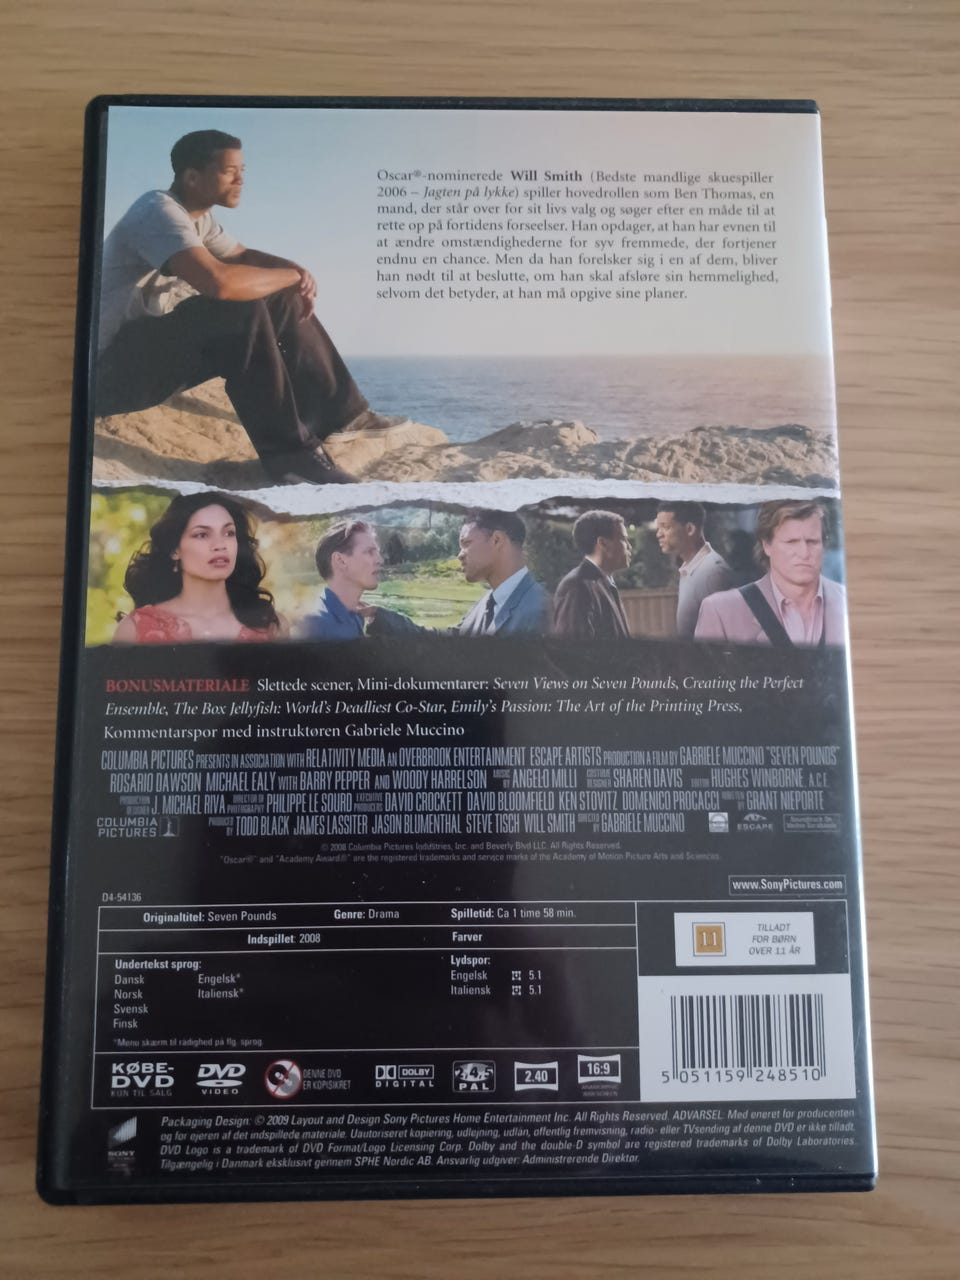 Oscar®-nominerede Will Smith (Bedste mandlige skuespiller
2006 – Jagten på lykke) spiller hovedrollen som Ben Thomas, en
mand, der står over for sit livs valg og søger efter en måde til at
rette op på fortidens forseelser. Han opdager, at han har evnen til
at ændre omstændighederne for syv fremmede, der fortjener
endnu en chance. Men da han forelsker sig i en af dem, bliver
han nødt til at beslutte, om han skal afsløre sin hemmelighed,
selvom det betyder, at han må opgive sine planer.
BONUSMATERIALE Slettede scener, Mini-dokumentarer: Seven Views on Seven Pounds, Creating the Perfect
Ensemble, The Box Jellyfish: World's Deadliest Co-Star, Emily's Passion: The Art of the Printing Press,
Kommentarspor med instruktøren Gabriele Muccino
COLUMBIA PICTURES PRESENTS IN ASSOCIATION WITH RELATIVITY MEDIA AN OVERBROOK ENTERTAINMENT ESCAPE ARTISTS PRODUCTION A FILM BY GABRIELE MUCCINO "SEVEN POUNDS"
ROSARIO DAWSON MICHAEL EALY WITH BARRY PEPPER AND WOODY HARRELSON MUSIC BY ANGELO MILLI COSTUME DESIGNER SHAREN DAVIS EDITOR HUGHES WINBORNE, A.C.E.
PRODUCTION DESIGNER J. MICHAEL RIVA DIRECTOR OF PHOTOGRAPHY PHILIPPE LE SOURD EXECUTIVE PRODUCERS DAVID CROCKETT DAVID BLOOMFIELD KEN STOVITZ DOMENICO PROCACCI WRITTEN BY GRANT NIEPORTE
COLUMBIA PICTURES PRODUCED BY TODD BLACK JAMES LASSITER JASON BLUMENTHAL STEVE TISCH WILL SMITH DIRECTED BY GABRIELE MUCCINO ESCAPE Soundtrack On
© 2008 Columbia Pictures Industries, Inc. and Beverly Blvd LLC. All Rights Reserved.
"Oscar®" and "Academy Award®" are the registered trademarks and service marks of the Academy of Motion Picture Arts and Sciences.
www.SonyPictures.com
D4-54136
Originaltitel: Seven Pounds Genre: Drama Spilletid: Ca 1 time 58 min.
Indspillet: 2008 Farver
Undertekst sprog:
Dansk Engelsk*
Norsk Italiensk*
Svensk
Finsk
*Menu skærm til rådighed på flg. sprog.
Lydspor:
Engelsk 5.1
Italiensk 5.1
11
TILLADT
FOR BØRN
OVER 11 ÅR
5 051159 248510
KØBE-
DVD
KUN TIL SALG
DVD
VIDEO
DENNE DVD
ER KOPISIKRET
DOLBY
DIGITAL
2.4.5
PAL
2.40
16:9
SONY
Packaging Design: © 2009 Layout and Design Sony Pictures Home Entertainment Inc. All Rights Reserved. ADVARSEL. Med eneret for producenten
og for ejeren af det indspillede materiale. Uautoriseret kopiering, udlejning, udlån, offentlig fremvisning, radio- eller TVsending af denne DVD er ikke tilladt.
DVD Logo is a trademark of DVD Format/Logo Licensing Corp. Dolby and the double-D symbol are registered trademarks of Dolby Laboratories.
Tilgængelig i Danmark eksklusivt gennem SPHE Nordic AB. Ansvarlig udgiver: Administrerende Direktør.